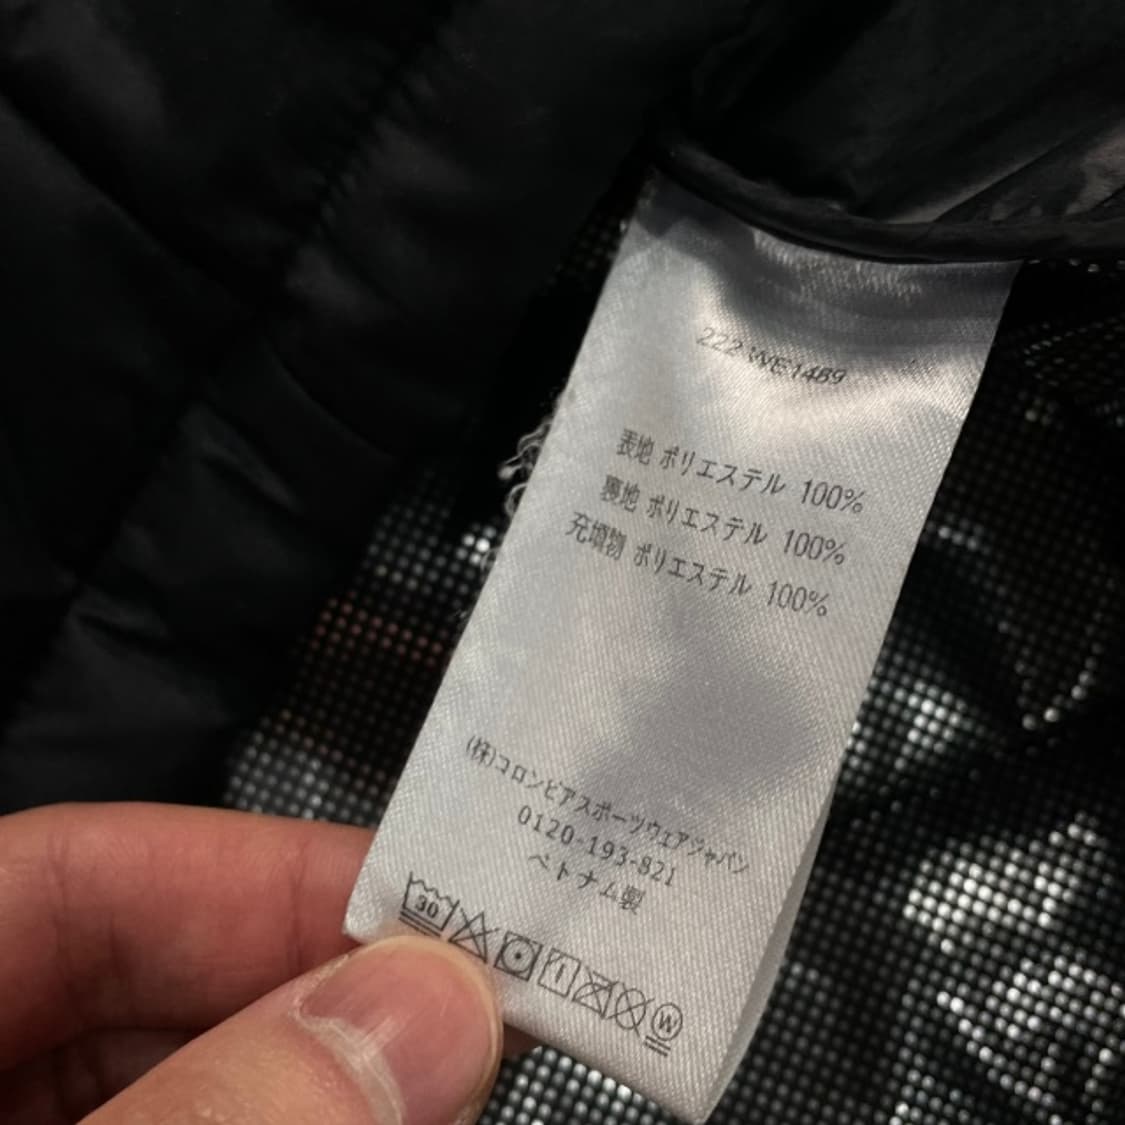 222 WE1489
表地 ポリエステル 100%
裏地 ポリエステル 100%
充填物 ポリエステル 100%
(株)コロンビアスポーツウェアジャパン
0120-193-821
ベトナム製
30
W